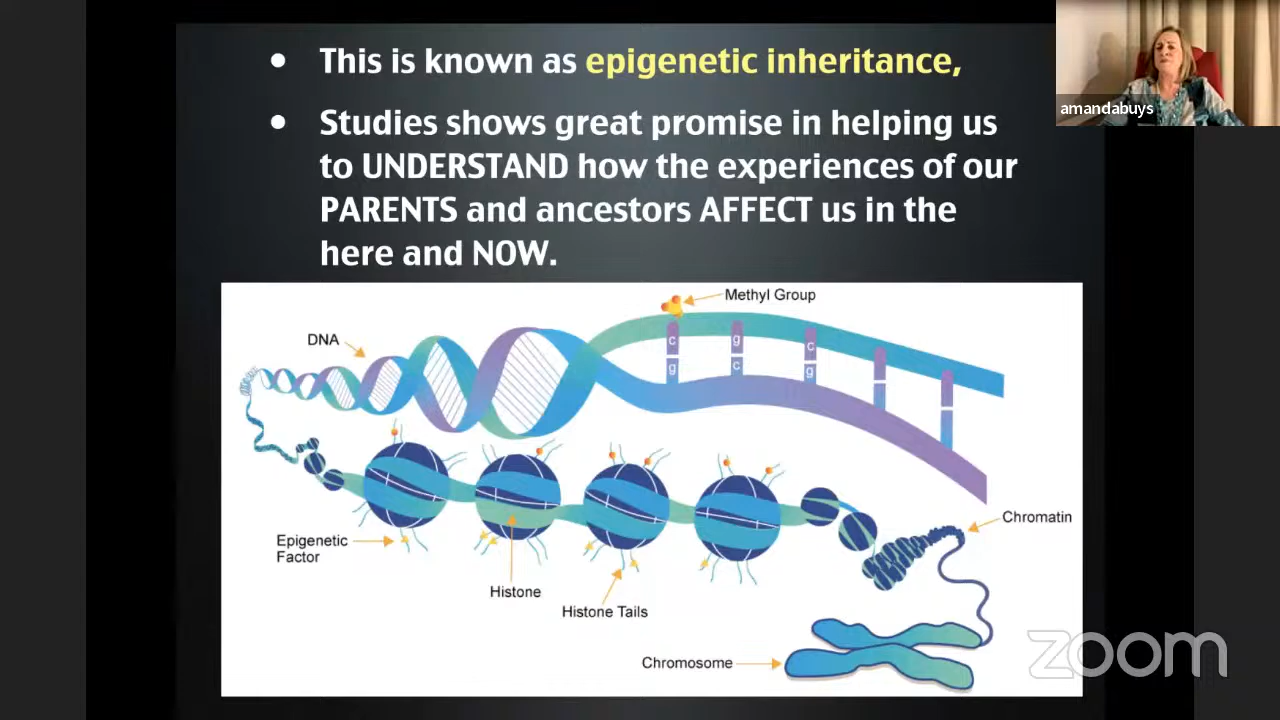 This is known as epigenetic inheritance,
Studies shows great promise in helping us
to UNDERSTAND how the experiences of our
PARENTS and ancestors AFFECT us in the
here and NOW.
amandabuys
Methyl Group
DNA
c g c
g c g
Chromatin
Epigenetic
Factor
Histone
Histone Tails
Chromosome
zoom